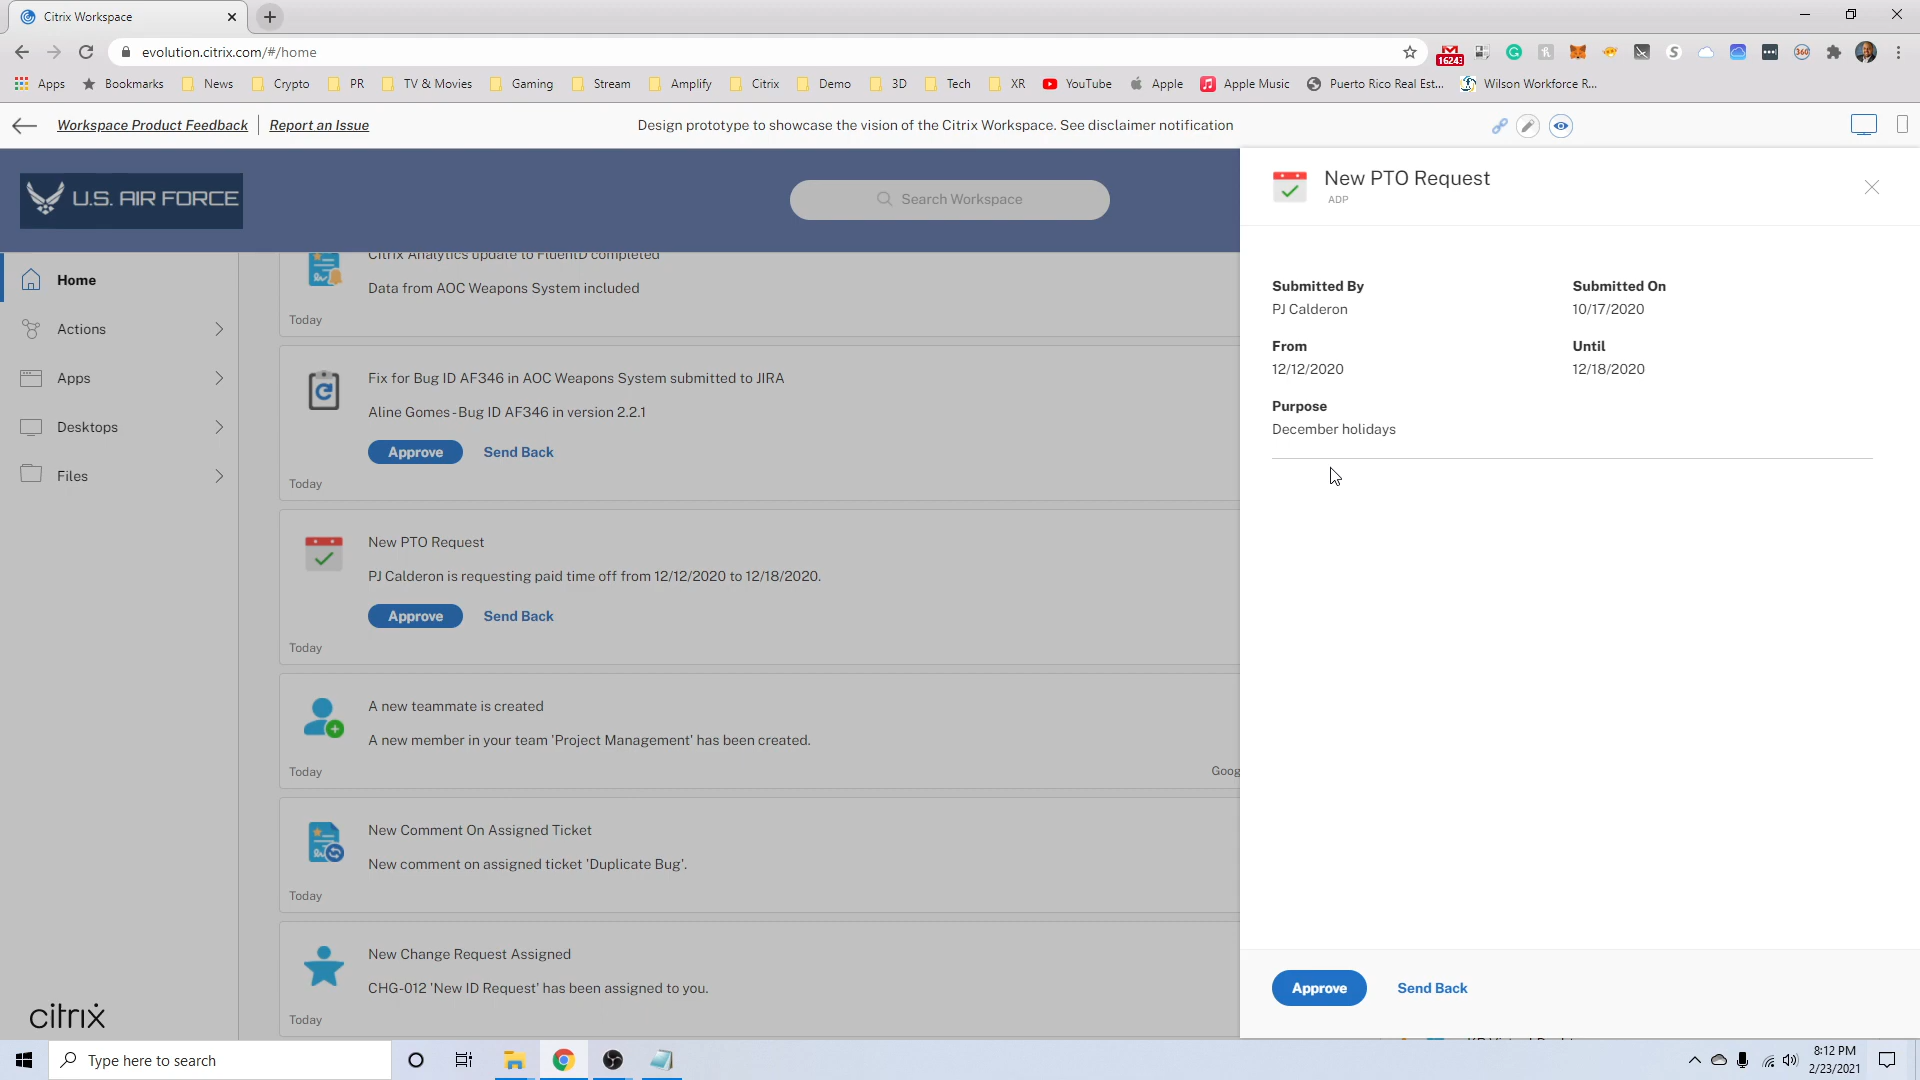 Citrix Workspace
evolution.citrix.com/#/home
16243
360
Apps Bookmarks News Crypto PR TV & Movies Gaming Stream Amplify Citrix Demo 3D Tech XR YouTube Apple Apple Music Puerto Rico Real Est... Wilson Workforce R...
Workspace Product Feedback Report an Issue Design prototype to showcase the vision of the Citrix Workspace. See disclaimer notification
U.S. AIR FORCE
Search Workspace
Home
Actions
Apps
Desktops
Files
citrix
Citrix Analytics update to FluentD completed
Data from AOC Weapons System included
Today
Fix for Bug ID AF346 in AOC Weapons System submitted to JIRA
Aline Gomes - Bug ID AF346 in version 2.2.1
Approve Send Back
Today
New PTO Request
PJ Calderon is requesting paid time off from 12/12/2020 to 12/18/2020.
Approve Send Back
Today
A new teammate is created
A new member in your team 'Project Management' has been created.
Today Goog
New Comment On Assigned Ticket
New comment on assigned ticket 'Duplicate Bug'.
Today
New Change Request Assigned
CHG-012 'New ID Request' has been assigned to you.
Today
New PTO Request
ADP
Submitted By Submitted On
PJ Calderon 10/17/2020
From Until
12/12/2020 12/18/2020
Purpose
December holidays
Approve Send Back
Type here to search
8:12 PM
2/23/2021